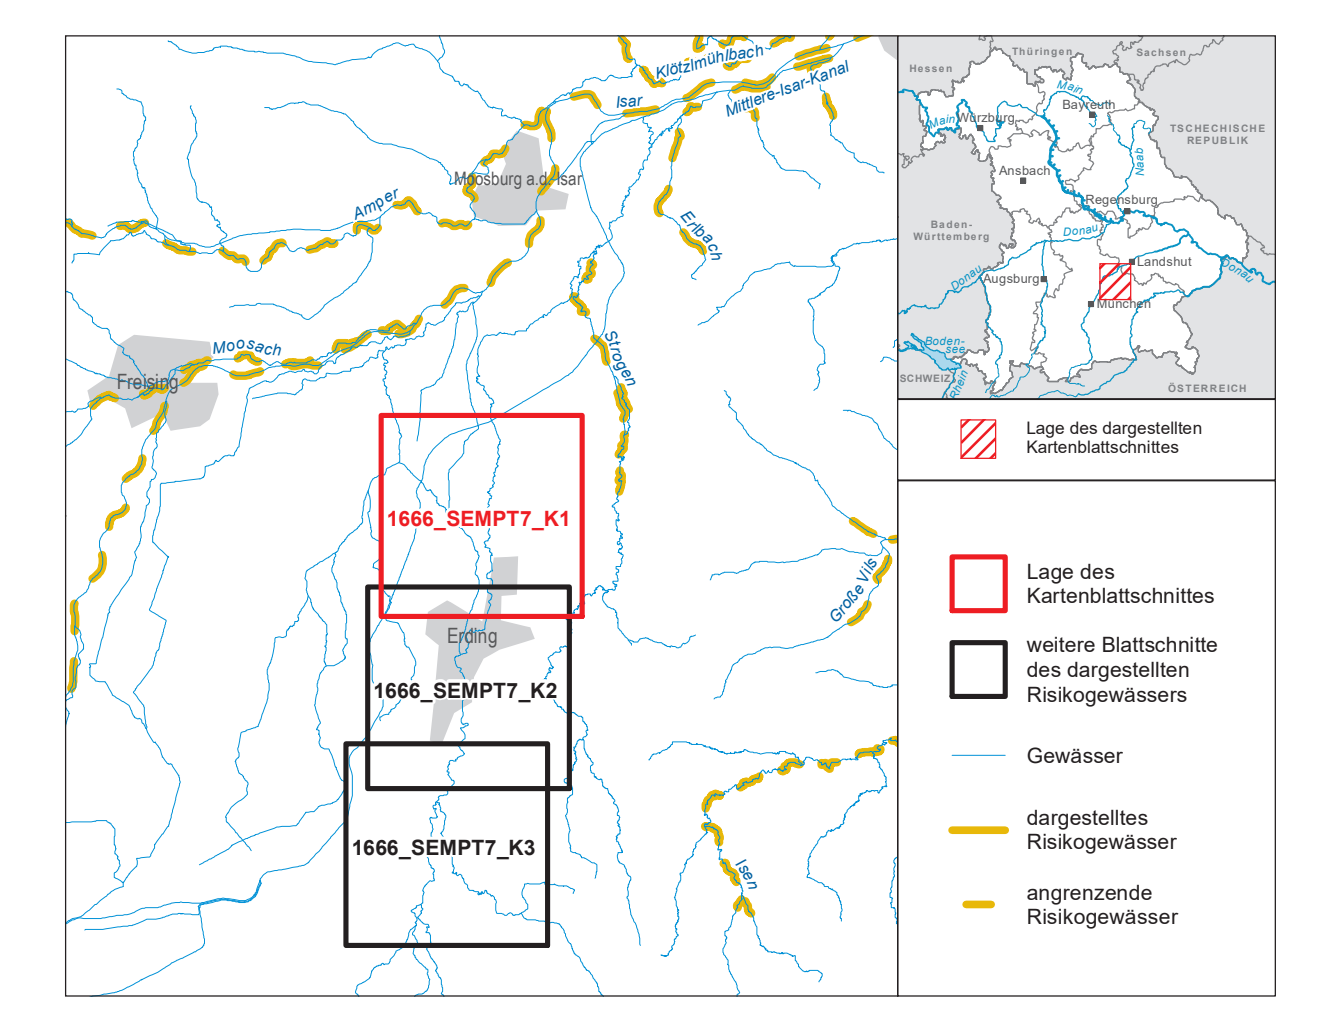 Klötzlmühlbach
Isar
Mittlere-Isar-Kanal
Moosburg a.d. Isar
Amper
Erlbach
Moosach
Strogen
Freising
1666_SEMPT7_K1
Große Vils
Erding
1666_SEMPT7_K2
1666_SEMPT7_K3
Isen
Thüringen
Sachsen
Hessen
Main
Bayreuth
Main
Würzburg
TSCHECHISCHE
REPUBLIK
Naab
Ansbach
Regensburg
Baden-
Württemberg
Donau
Landshut
Donau
Augsburg
Donau
München
Boden-
see
SCHWEIZ
Rhein
ÖSTERREICH
Lage des dargestellten
Kartenblattschnittes
Lage des
Kartenblattschnittes
weitere Blattschnitte
des dargestellten
Risikogewässers
Gewässer
dargestelltes
Risikogewässer
angrenzende
Risikogewässer